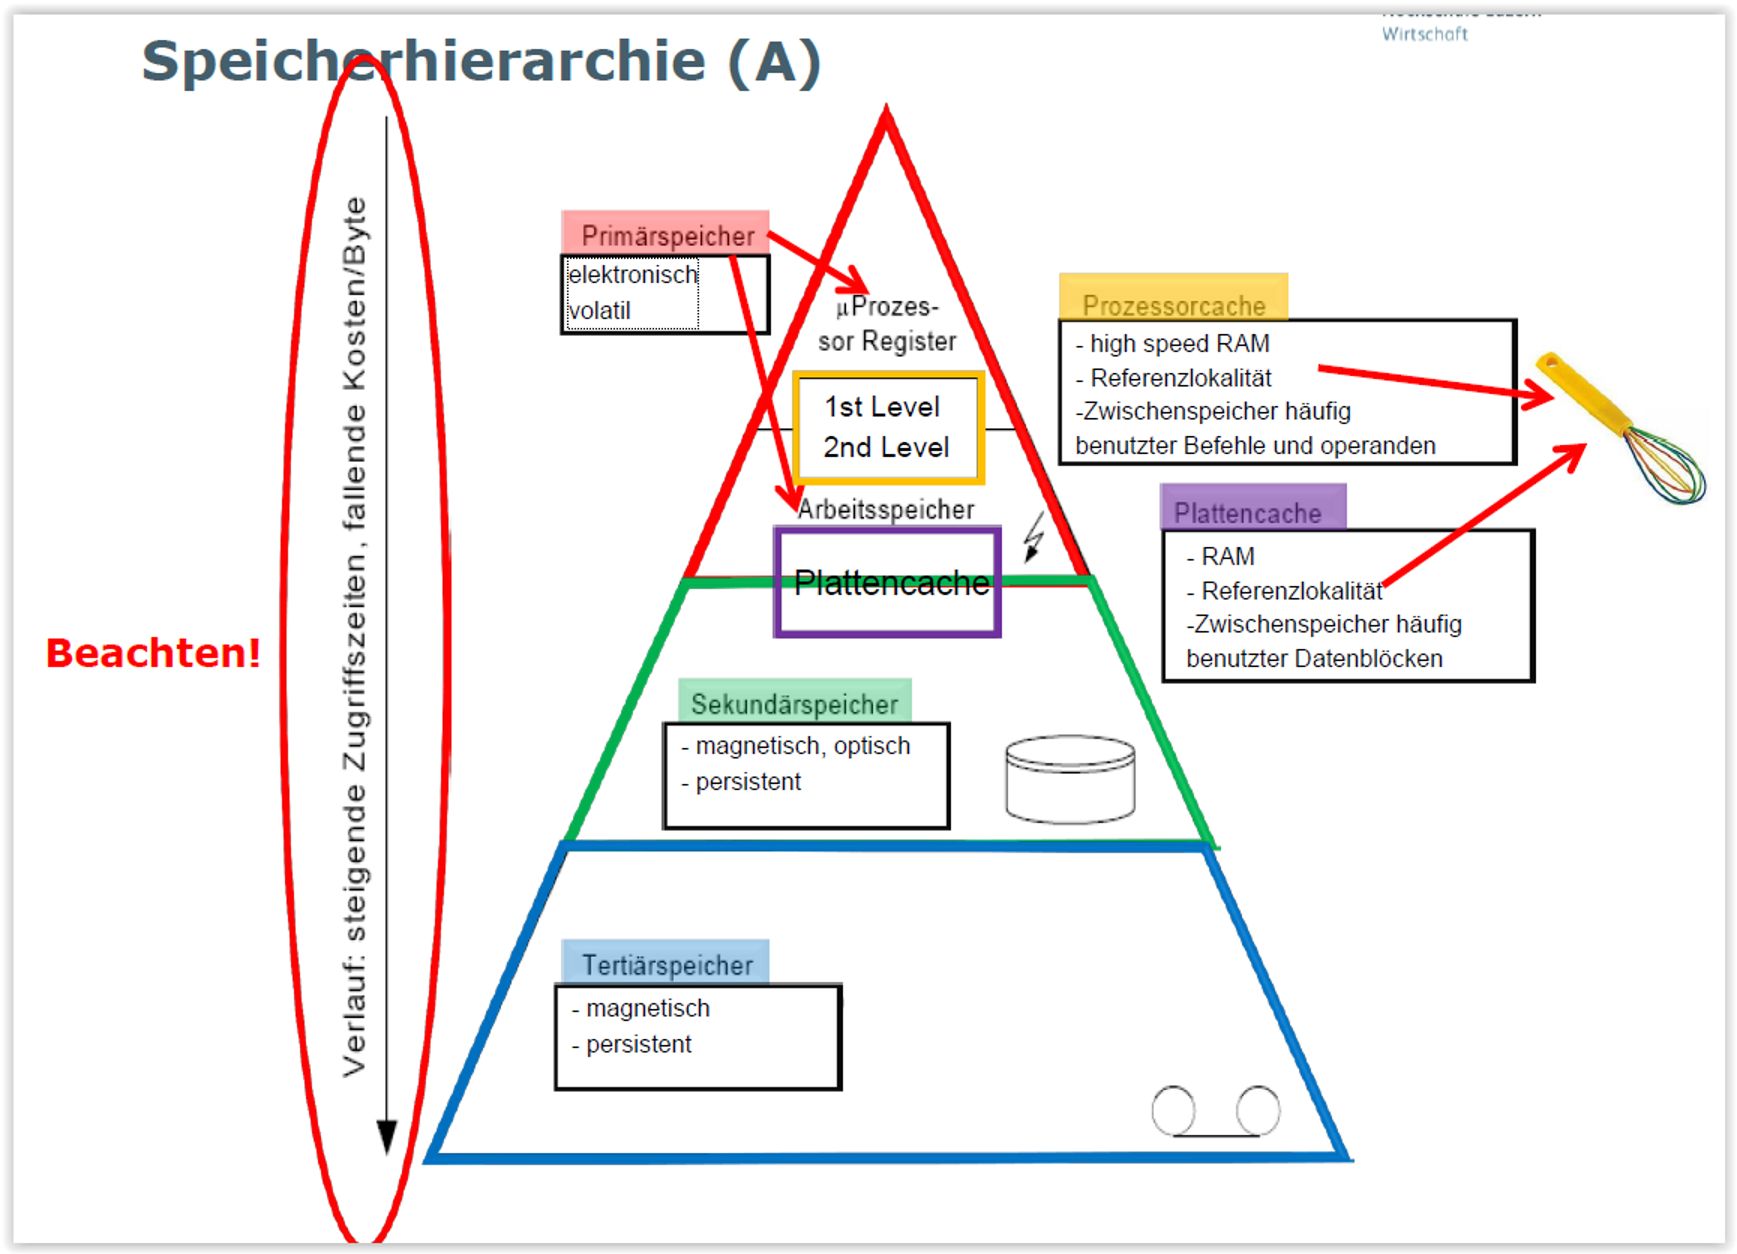 Wirtschaft
Speicherhierarchie (A)
Beachten!
Verlauf: steigende Zugriffszeiten, fallende Kosten/Byte
Primärspeicher
elektronisch
volatil
µProzes-
sor Register
1st Level
2nd Level
Arbeitsspeicher
Plattencache
Prozessorcache
- high speed RAM
- Referenzlokalität
-Zwischenspeicher häufig
benutzter Befehle und operanden
Plattencache
- RAM
- Referenzlokalität
-Zwischenspeicher häufig
benutzter Datenblöcken
Sekundärspeicher
- magnetisch, optisch
- persistent
Tertiärspeicher
- magnetisch
- persistent